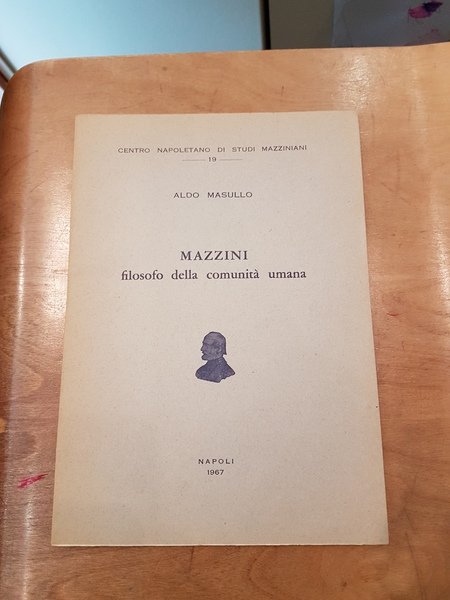 CENTRO NAPOLETANO DI STUDI MAZZINIANI
19
ALDO MASULLO
MAZZINI
filosofo della comunità umana
NAPOLI
1967